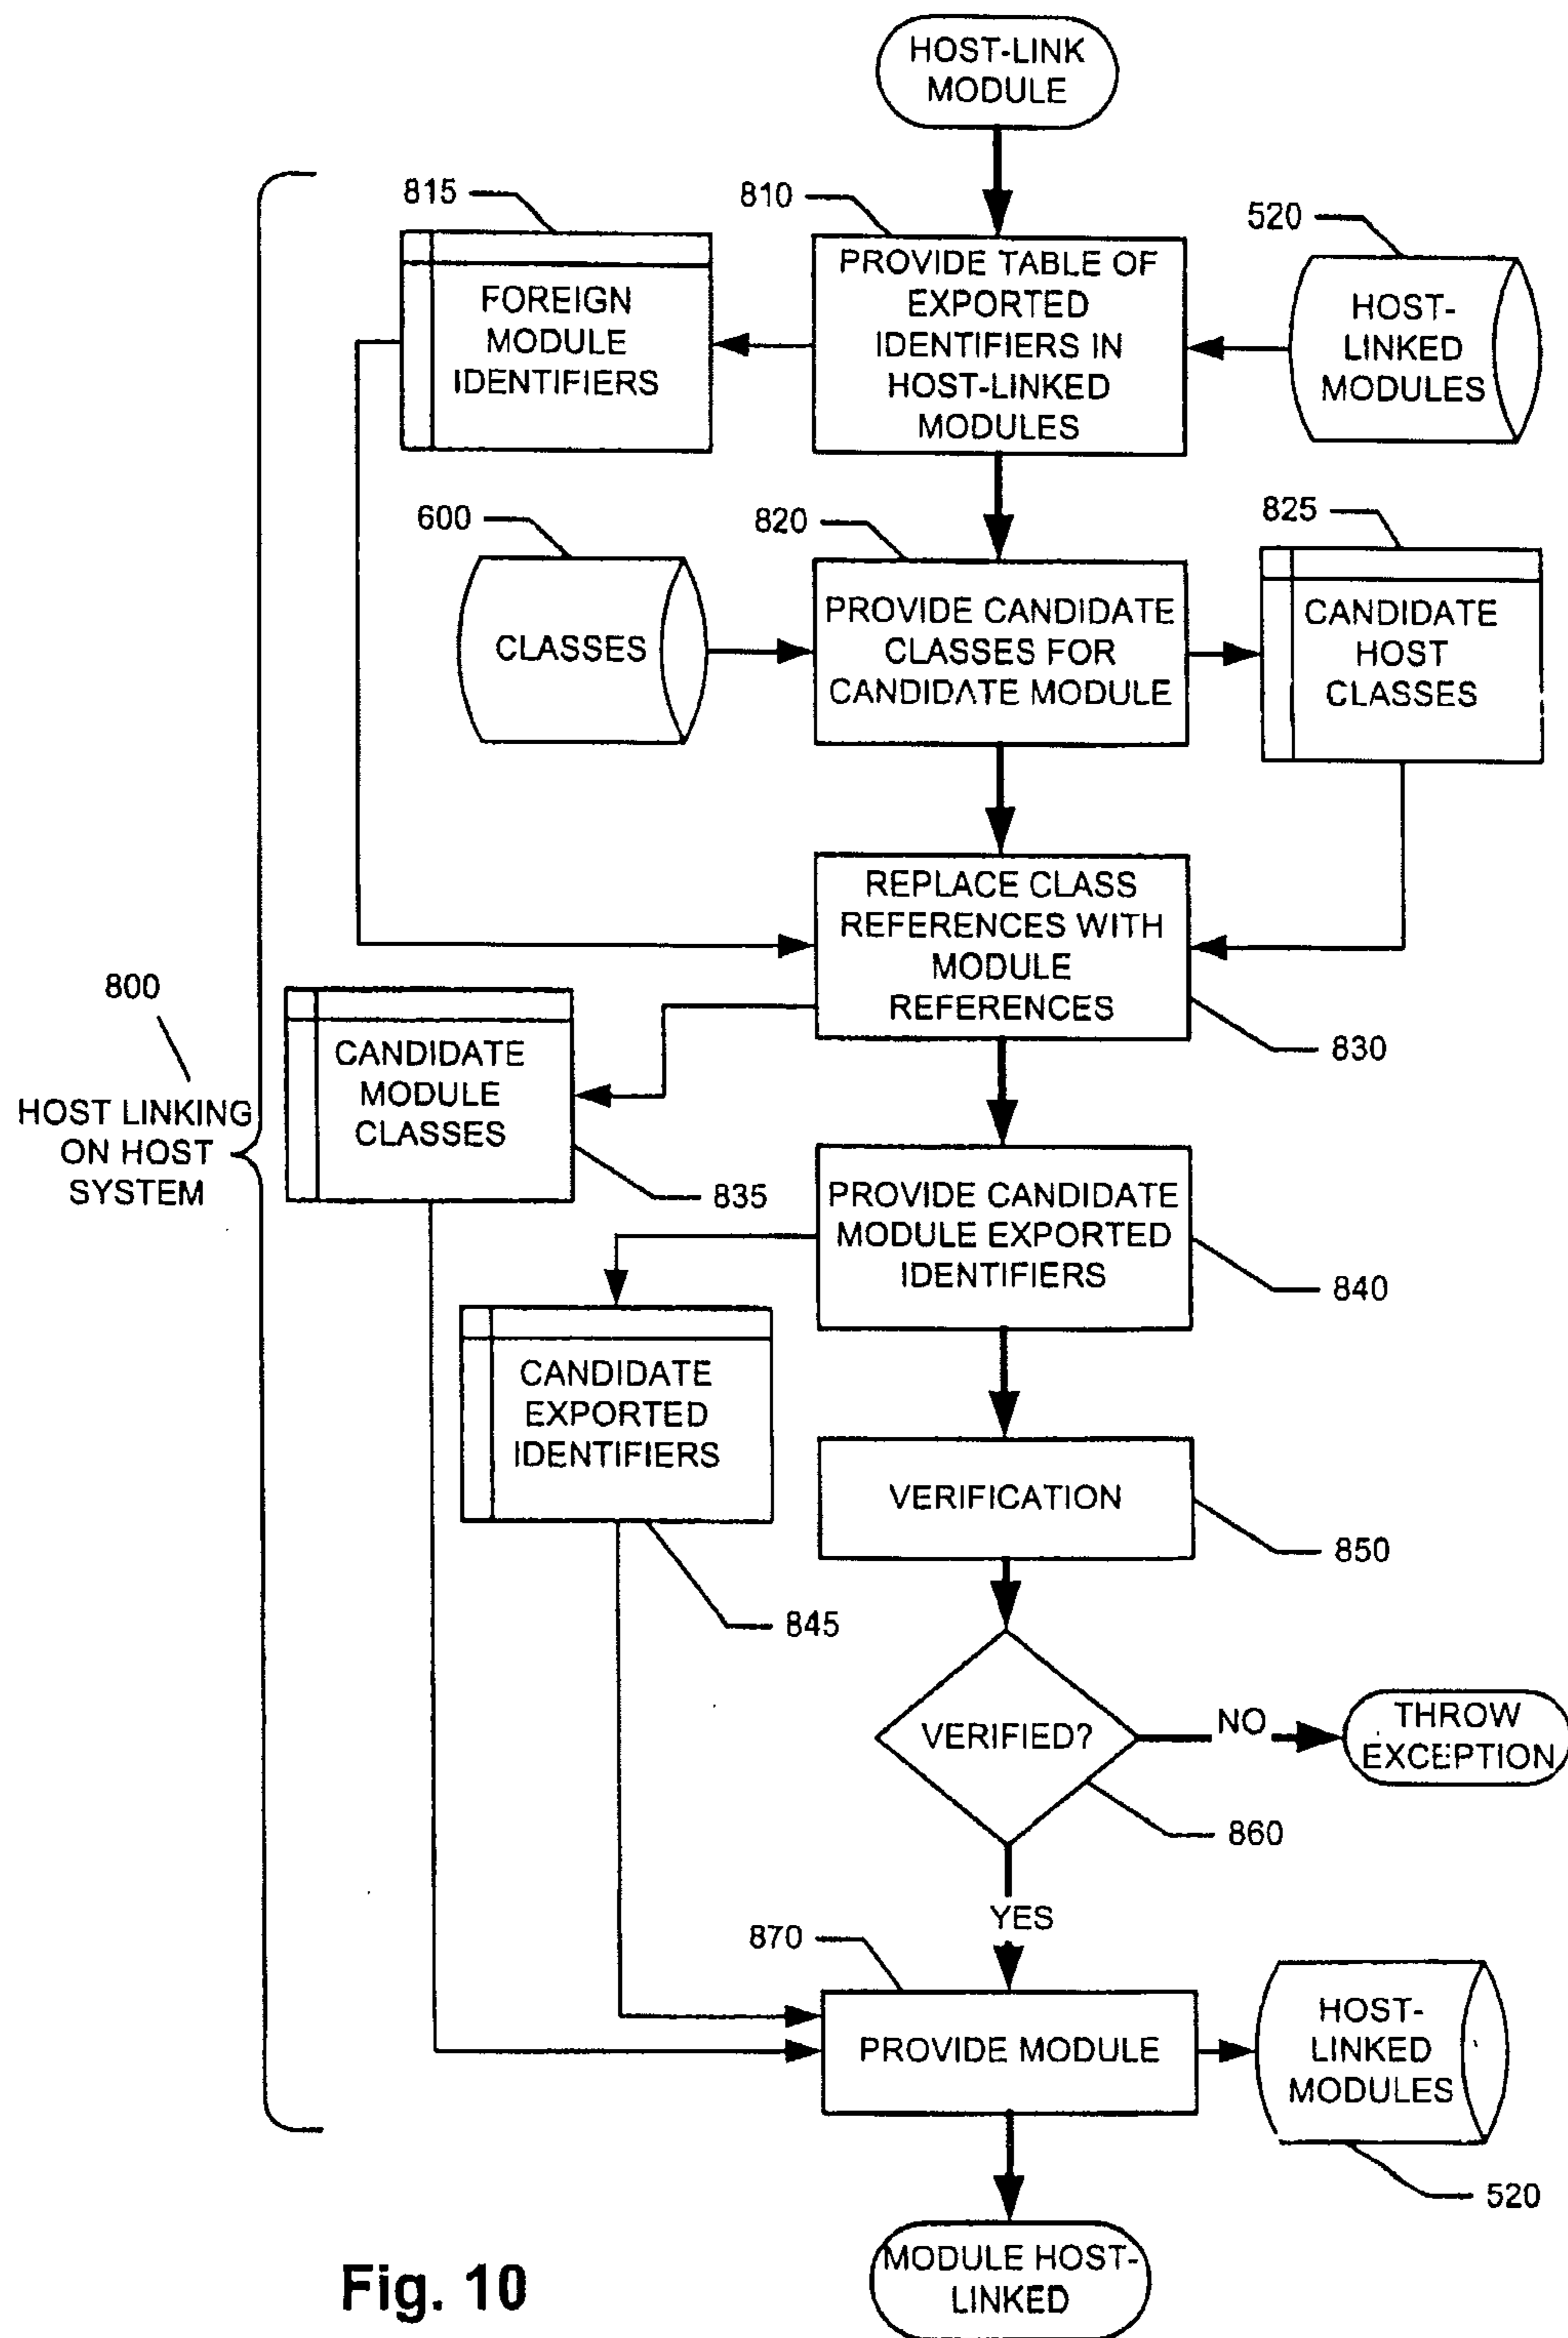 HOST-LINK
MODULE
815
810
520
PROVIDE TABLE OF
EXPORTED
IDENTIFIERS IN
HOST-LINKED
MODULES
FOREIGN
MODULE
IDENTIFIERS
HOST-
LINKED
MODULES
600
820
825
CLASSES
PROVIDE CANDIDATE
CLASSES FOR
CANDIDATE MODULE
CANDIDATE
HOST
CLASSES
REPLACE CLASS
REFERENCES WITH
MODULE
REFERENCES
830
800
HOST LINKING
ON HOST
SYSTEM
CANDIDATE
MODULE
CLASSES
835
PROVIDE CANDIDATE
MODULE EXPORTED
IDENTIFIERS
840
CANDIDATE
EXPORTED
IDENTIFIERS
845
VERIFICATION
850
VERIFIED?
NO
THROW
EXCEPTION
860
YES
870
PROVIDE MODULE
HOST-
LINKED
MODULES
520
MODULE HOST-
LINKED
Fig. 10